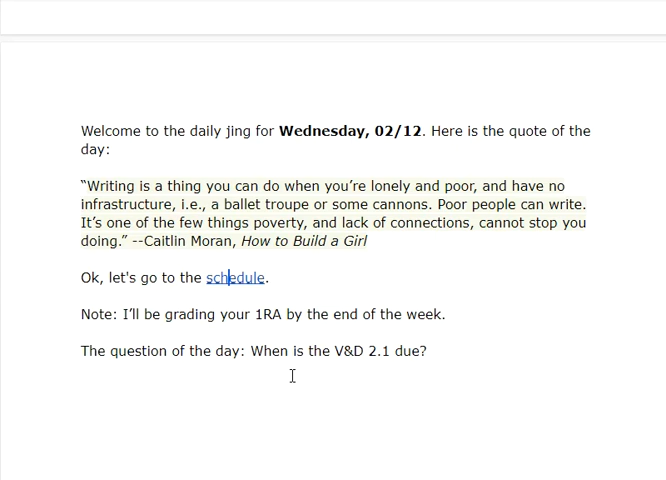 Welcome to the daily jing for Wednesday, 02/12. Here is the quote of the
day:
“Writing is a thing you can do when you’re lonely and poor, and have no
infrastructure, i.e., a ballet troupe or some cannons. Poor people can write.
It’s one of the few things poverty, and lack of connections, cannot stop you
doing.” --Caitlin Moran, How to Build a Girl
Ok, let's go to the schedule.
Note: I’ll be grading your 1RA by the end of the week.
The question of the day: When is the V&D 2.1 due?